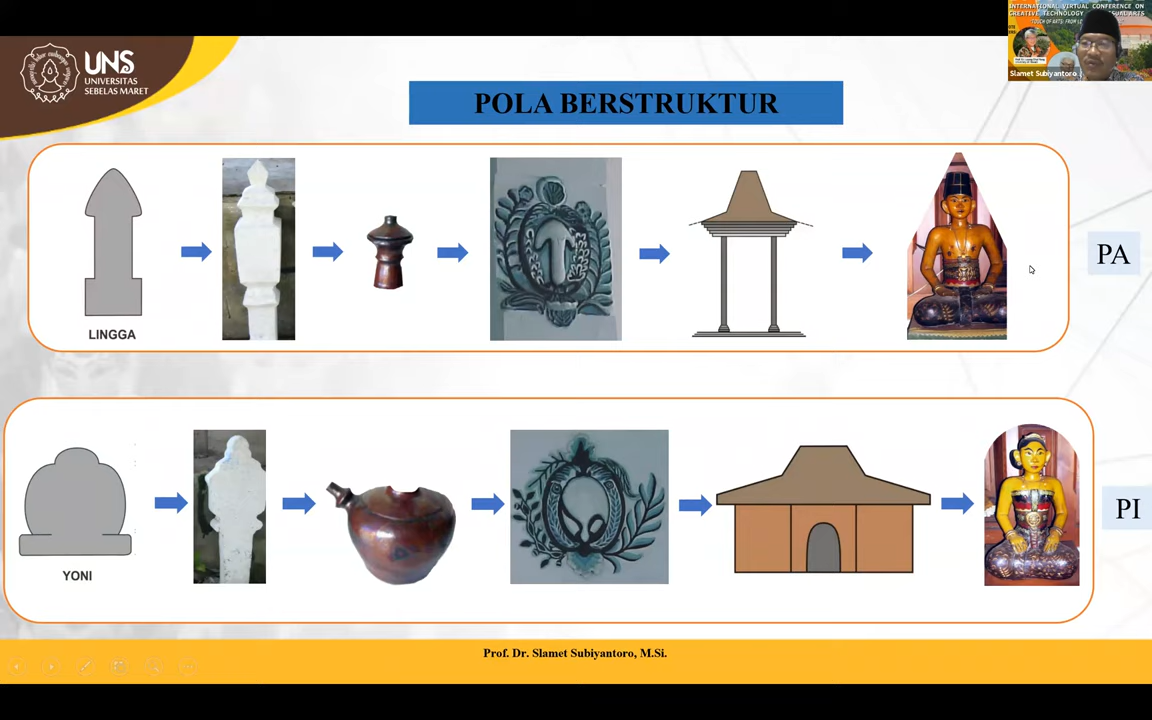 INTERNATIONAL VIRTUAL CONFERENCE ON
CREATIVE TECHNOLOGY
Slamet Subiyantoro
UNS
UNIVERSITAS
SEBELAS MARET
POLA BERSTRUKTUR
LINGGA
PA
YONI
PI
Prof. Dr. Slamet Subiyantoro, M.Si.